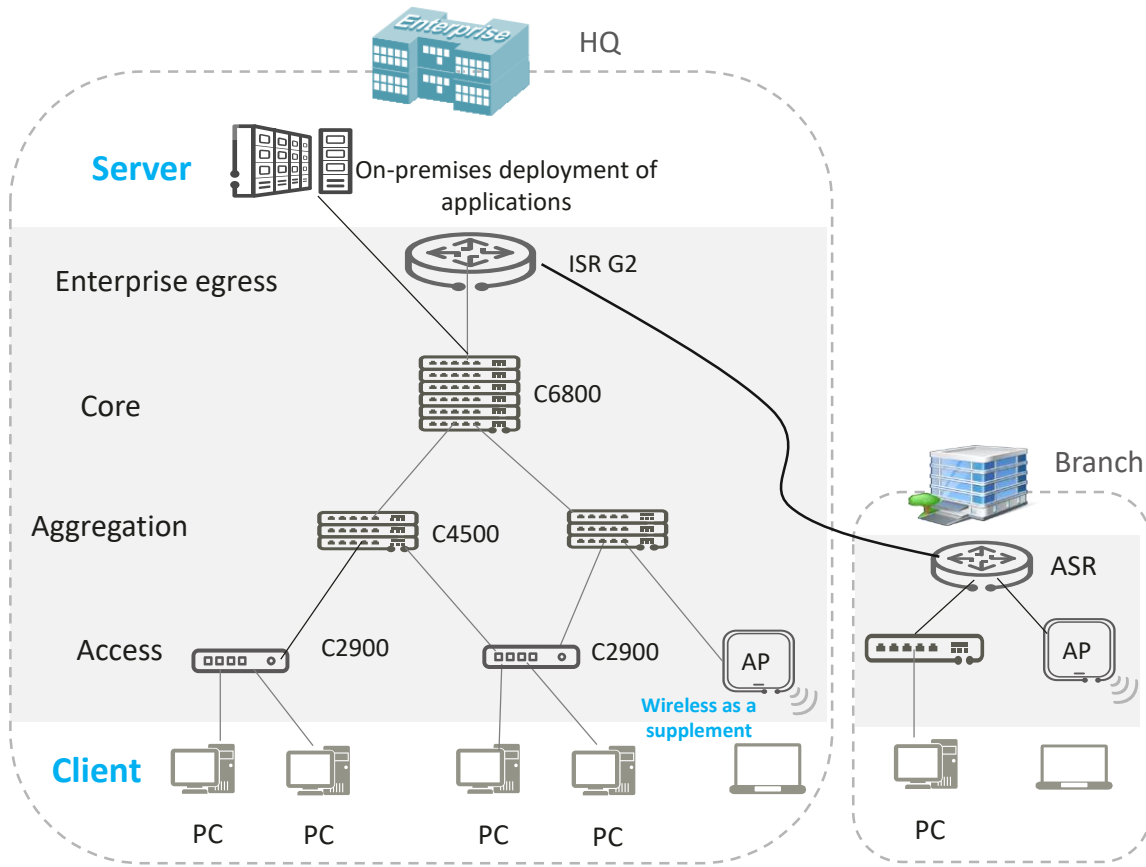 Enterprise
HQ
Server
On-premises deployment of
applications
Enterprise egress
ISR G2
Core
C6800
Branch
Aggregation
C4500
ASR
Access
C2900
C2900
AP
AP
Wireless as a
supplement
Client
PC
PC
PC
PC
PC